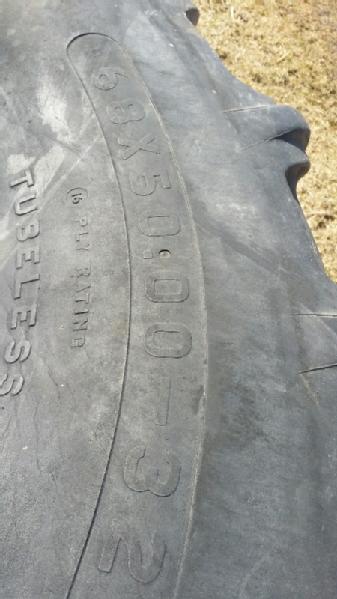 68X50.00-32
16 PLY RATING
TUBELESS